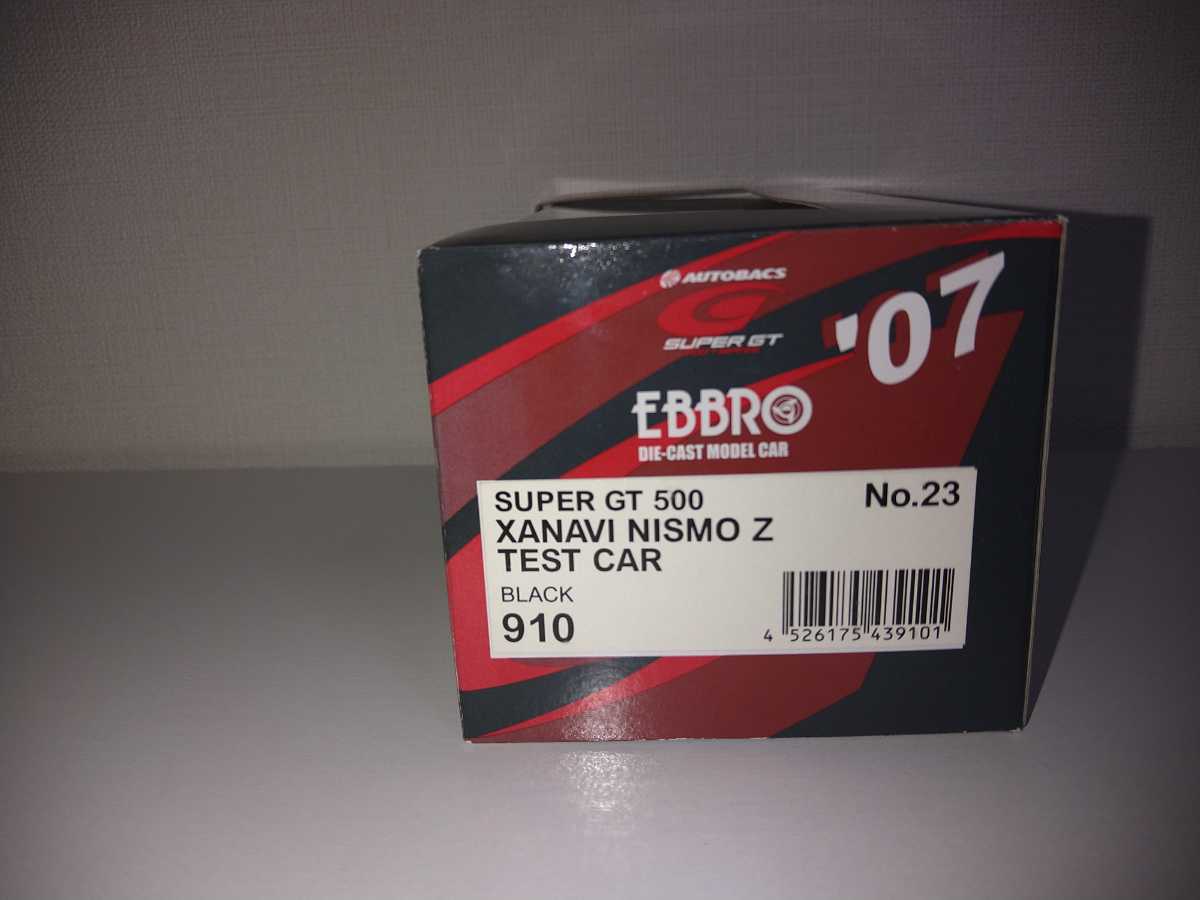 AUTOBACS
SUPER GT
'07
EBBRO
DIE-CAST MODEL CAR
SUPER GT 500
No.23
XANAVI NISMO Z
TEST CAR
BLACK
910
4 526175 439101